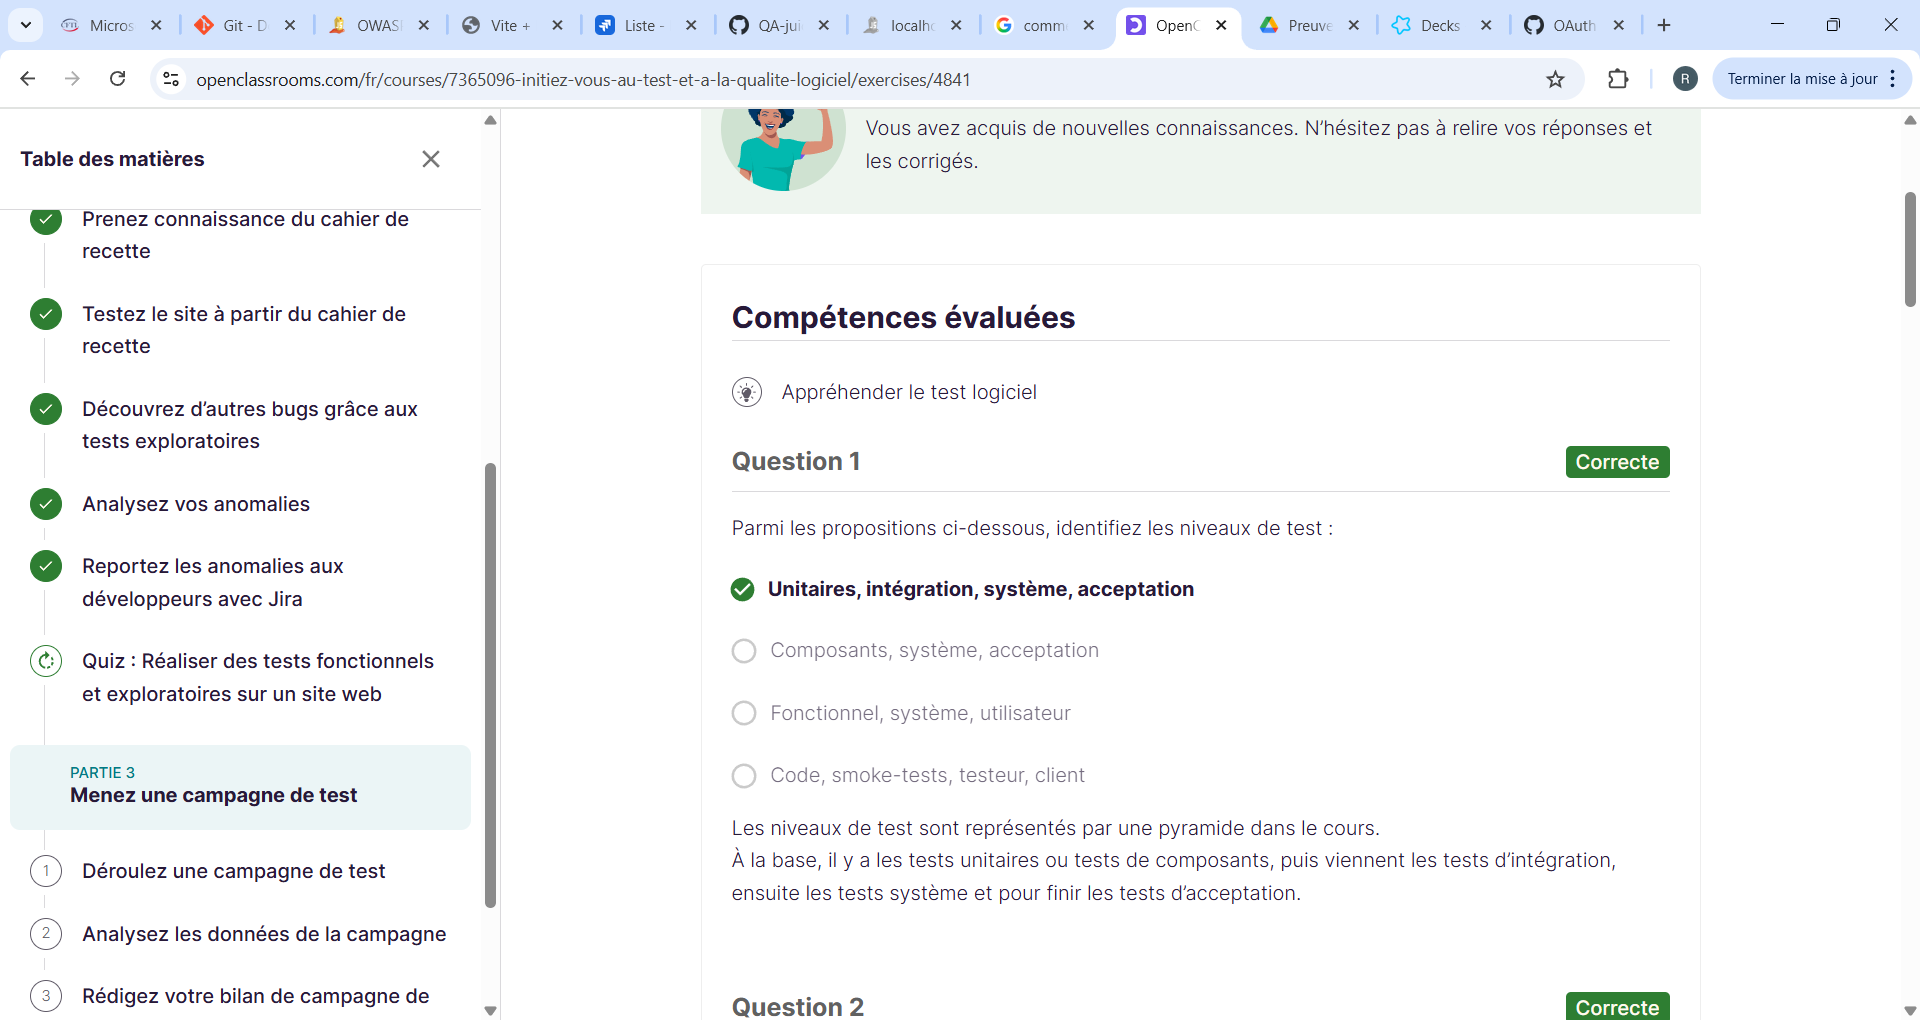 Micros
Git - D
OWAS
Vite +
Liste -
QA-jui
localhc
comm
OpenC
Preuve
Decks
OAuth
openclassrooms.com/fr/courses/7365096-initiez-vous-au-test-et-a-la-qualite-logiciel/exercises/4841
R
Terminer la mise à jour
Table des matières
Prenez connaissance du cahier de
recette
Testez le site à partir du cahier de
recette
Découvrez d’autres bugs grâce aux
tests exploratoires
Analysez vos anomalies
Reportez les anomalies aux
développeurs avec Jira
Quiz : Réaliser des tests fonctionnels
et exploratoires sur un site web
PARTIE 3
Menez une campagne de test
1
Déroulez une campagne de test
2
Analysez les données de la campagne
3
Rédigez votre bilan de campagne de
Vous avez acquis de nouvelles connaissances. N’hésitez pas à relire vos réponses et
les corrigés.
Compétences évaluées
Appréhender le test logiciel
Question 1
Correcte
Parmi les propositions ci-dessous, identifiez les niveaux de test :
Unitaires, intégration, système, acceptation
Composants, système, acceptation
Fonctionnel, système, utilisateur
Code, smoke-tests, testeur, client
Les niveaux de test sont représentés par une pyramide dans le cours.
À la base, il y a les tests unitaires ou tests de composants, puis viennent les tests d’intégration,
ensuite les tests système et pour finir les tests d’acceptation.
Question 2
Correcte